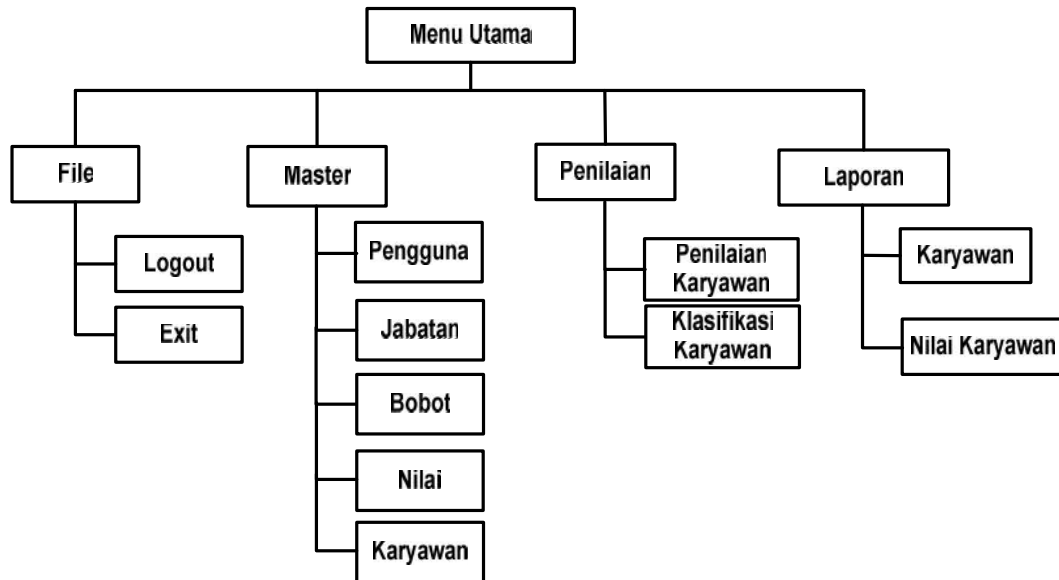 Menu Utama
File
Master
Penilaian
Laporan
Logout
Exit
Pengguna
Jabatan
Bobot
Nilai
Karyawan
Penilaian
Karyawan
Klasifikasi
Karyawan
Karyawan
Nilai Karyawan